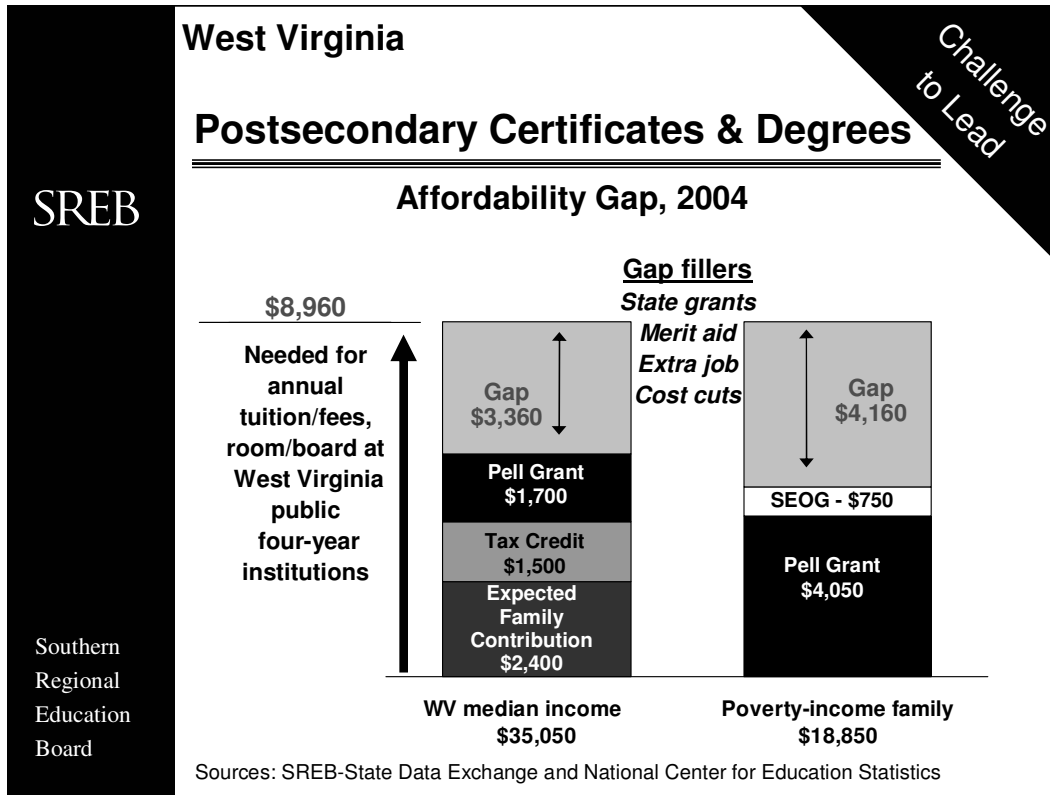 West Virginia
Challenge
to Lead
Postsecondary Certificates & Degrees
SREB
Affordability Gap, 2004
Gap fillers
State grants
Merit aid
Extra job
Cost cuts
$8,960
Needed for
annual
tuition/fees,
room/board at
West Virginia
public
four-year
institutions
Gap
$3,360
Pell Grant
$1,700
Tax Credit
$1,500
Expected
Family
Contribution
$2,400
Gap
$4,160
SEOG - $750
Pell Grant
$4,050
WV median income
$35,050
Poverty-income family
$18,850
Southern
Regional
Education
Board
Sources: SREB-State Data Exchange and National Center for Education Statistics